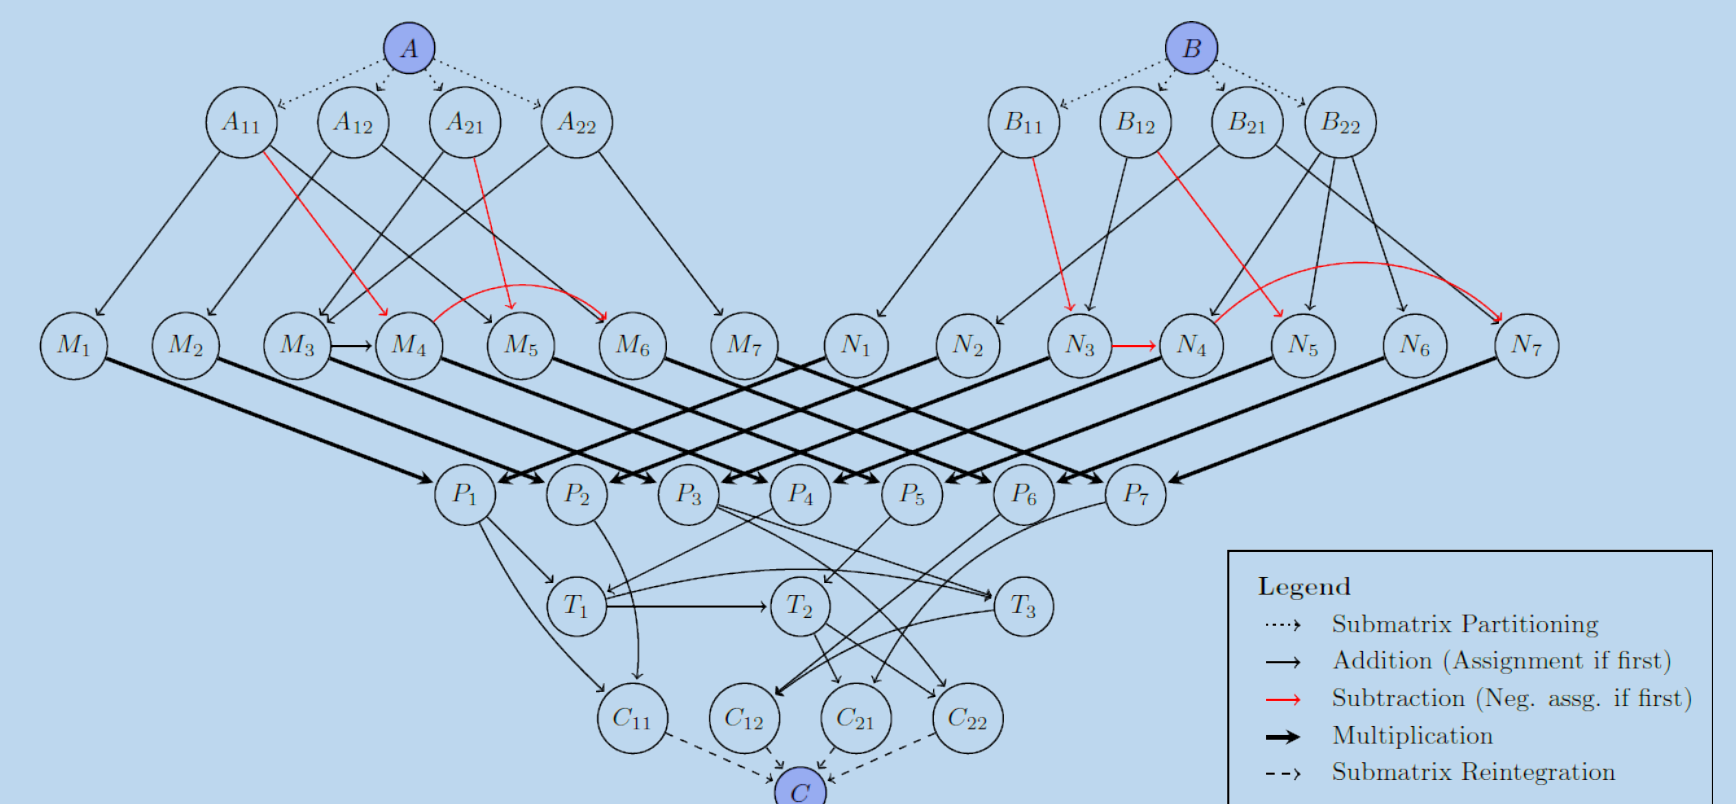 A B
A11 A12 A21 A22 B11 B12 B21 B22
M1 M2 M3 M4 M5 M6 M7 N1 N2 N3 N4 N5 N6 N7
P1 P2 P3 P4 P5 P6 P7
T1 T2 T3
C11 C12 C21 C22
C
Legend
Submatrix Partitioning
Addition (Assignment if first)
Subtraction (Neg. assg. if first)
Multiplication
Submatrix Reintegration